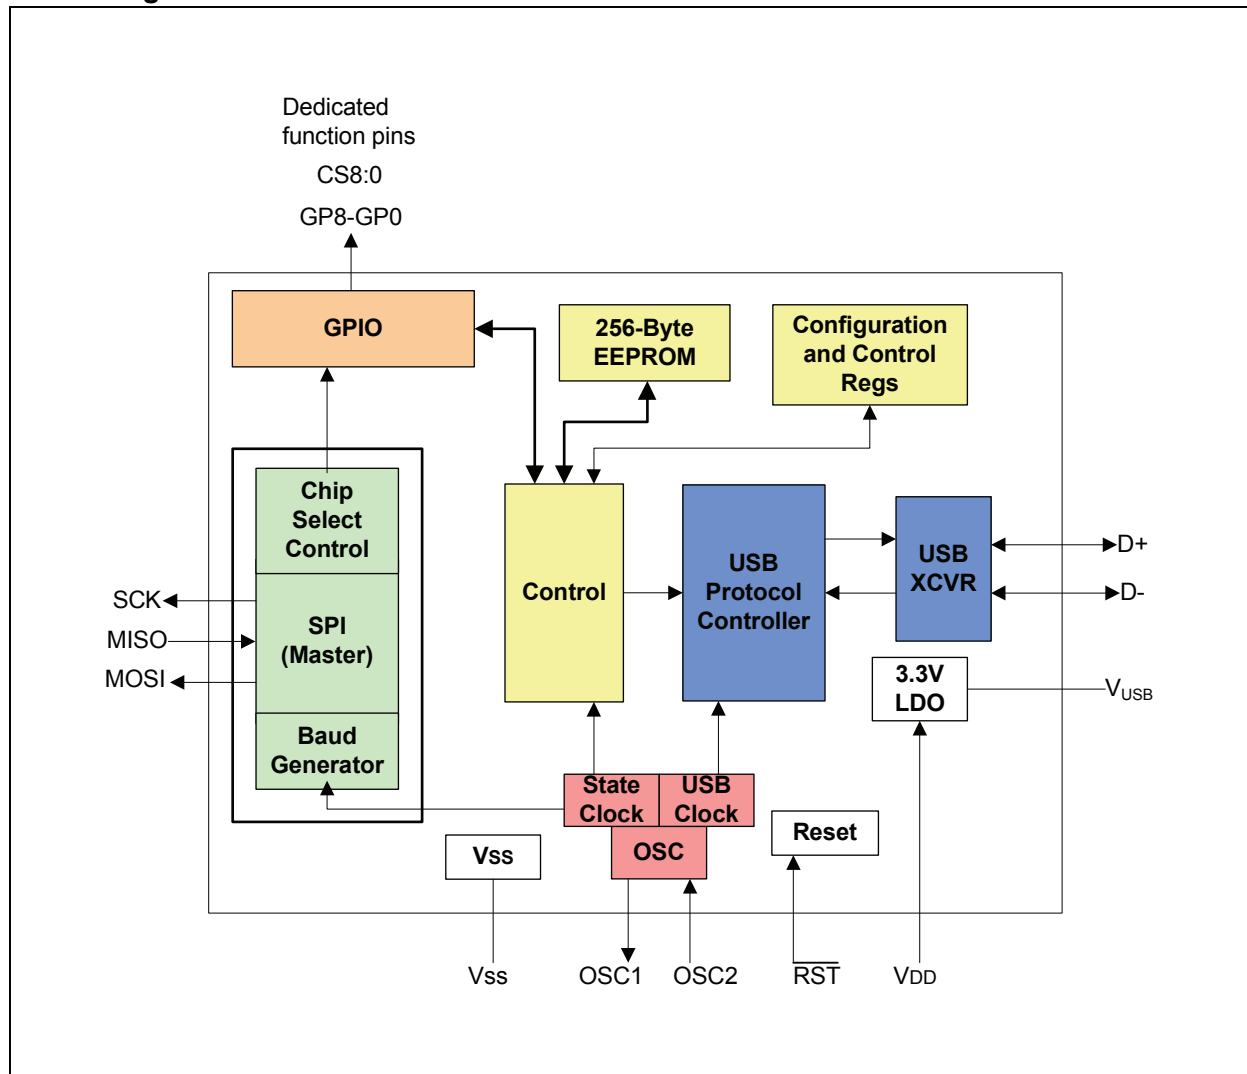 Dedicated
function pins
CS8:0
GP8-GP0
GPIO
256-Byte
EEPROM
Configuration
and Control
Regs
Chip
Select
Control
SPI
(Master)
Baud
Generator
SCK
MISO
MOSI
Control
USB
Protocol
Controller
USB
XCVR
D+
D-
3.3V
LDO
VUSB
State
Clock
USB
Clock
OSC
Reset
Vss
Vss
OSC1
OSC2
RST
VDD